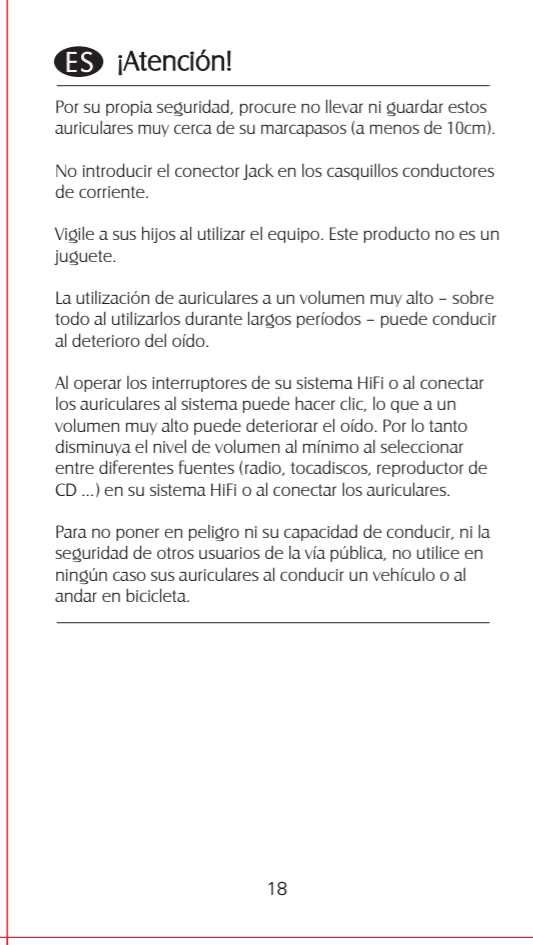 ES ¡Atención!
Por su propia seguridad, procure no llevar ni guardar estos
auriculares muy cerca de su marcapasos (a menos de 10cm).
No introducir el conector Jack en los casquillos conductores
de corriente.
Vigile a sus hijos al utilizar el equipo. Este producto no es un
juguete.
La utilización de auriculares a un volumen muy alto – sobre
todo al utilizarlos durante largos períodos – puede conducir
al deterioro del oído.
Al operar los interruptores de su sistema HiFi o al conectar
los auriculares al sistema puede hacer clic, lo que a un
volumen muy alto puede deteriorar el oído. Por lo tanto
disminuya el nivel de volumen al mínimo al seleccionar
entre diferentes fuentes (radio, tocadiscos, reproductor de
CD ...) en su sistema HiFi o al conectar los auriculares.
Para no poner en peligro ni su capacidad de conducir, ni la
seguridad de otros usuarios de la vía pública, no utilice en
ningún caso sus auriculares al conducir un vehículo o al
andar en bicicleta.
18